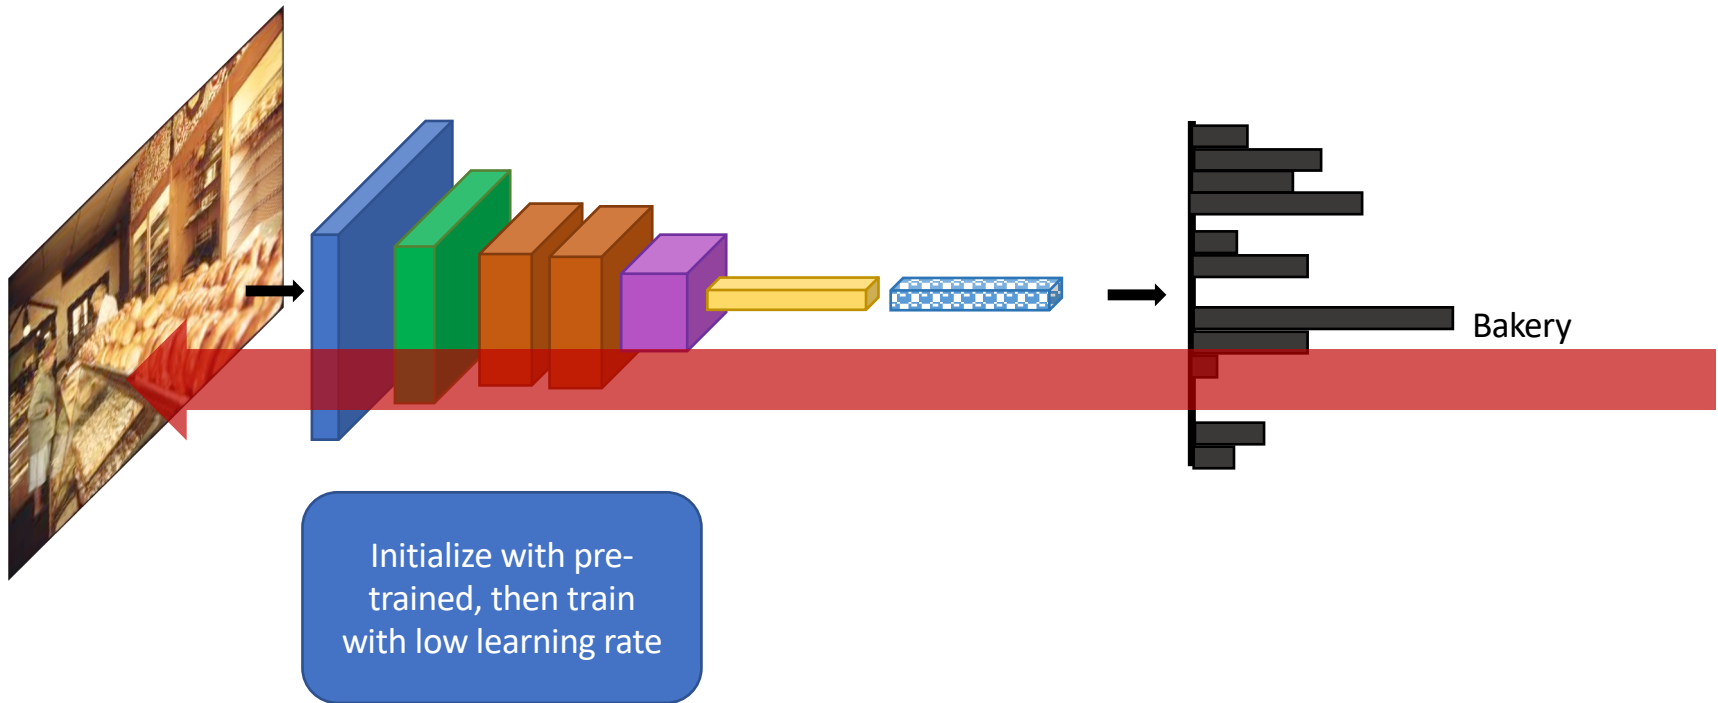 Bakery
Initialize with pre-
trained, then train
with low learning rate